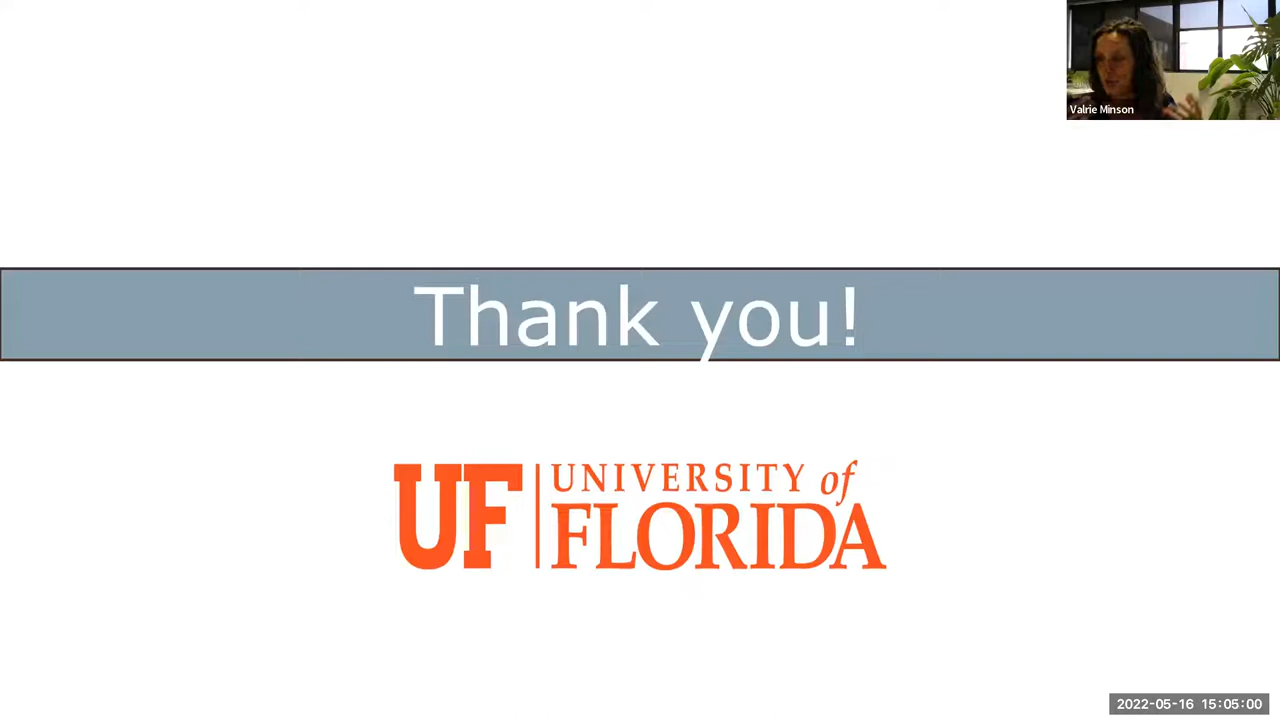 Valrie Minson
Thank you!
UF
UNIVERSITY of
FLORIDA
2022-05-16 15:05:00